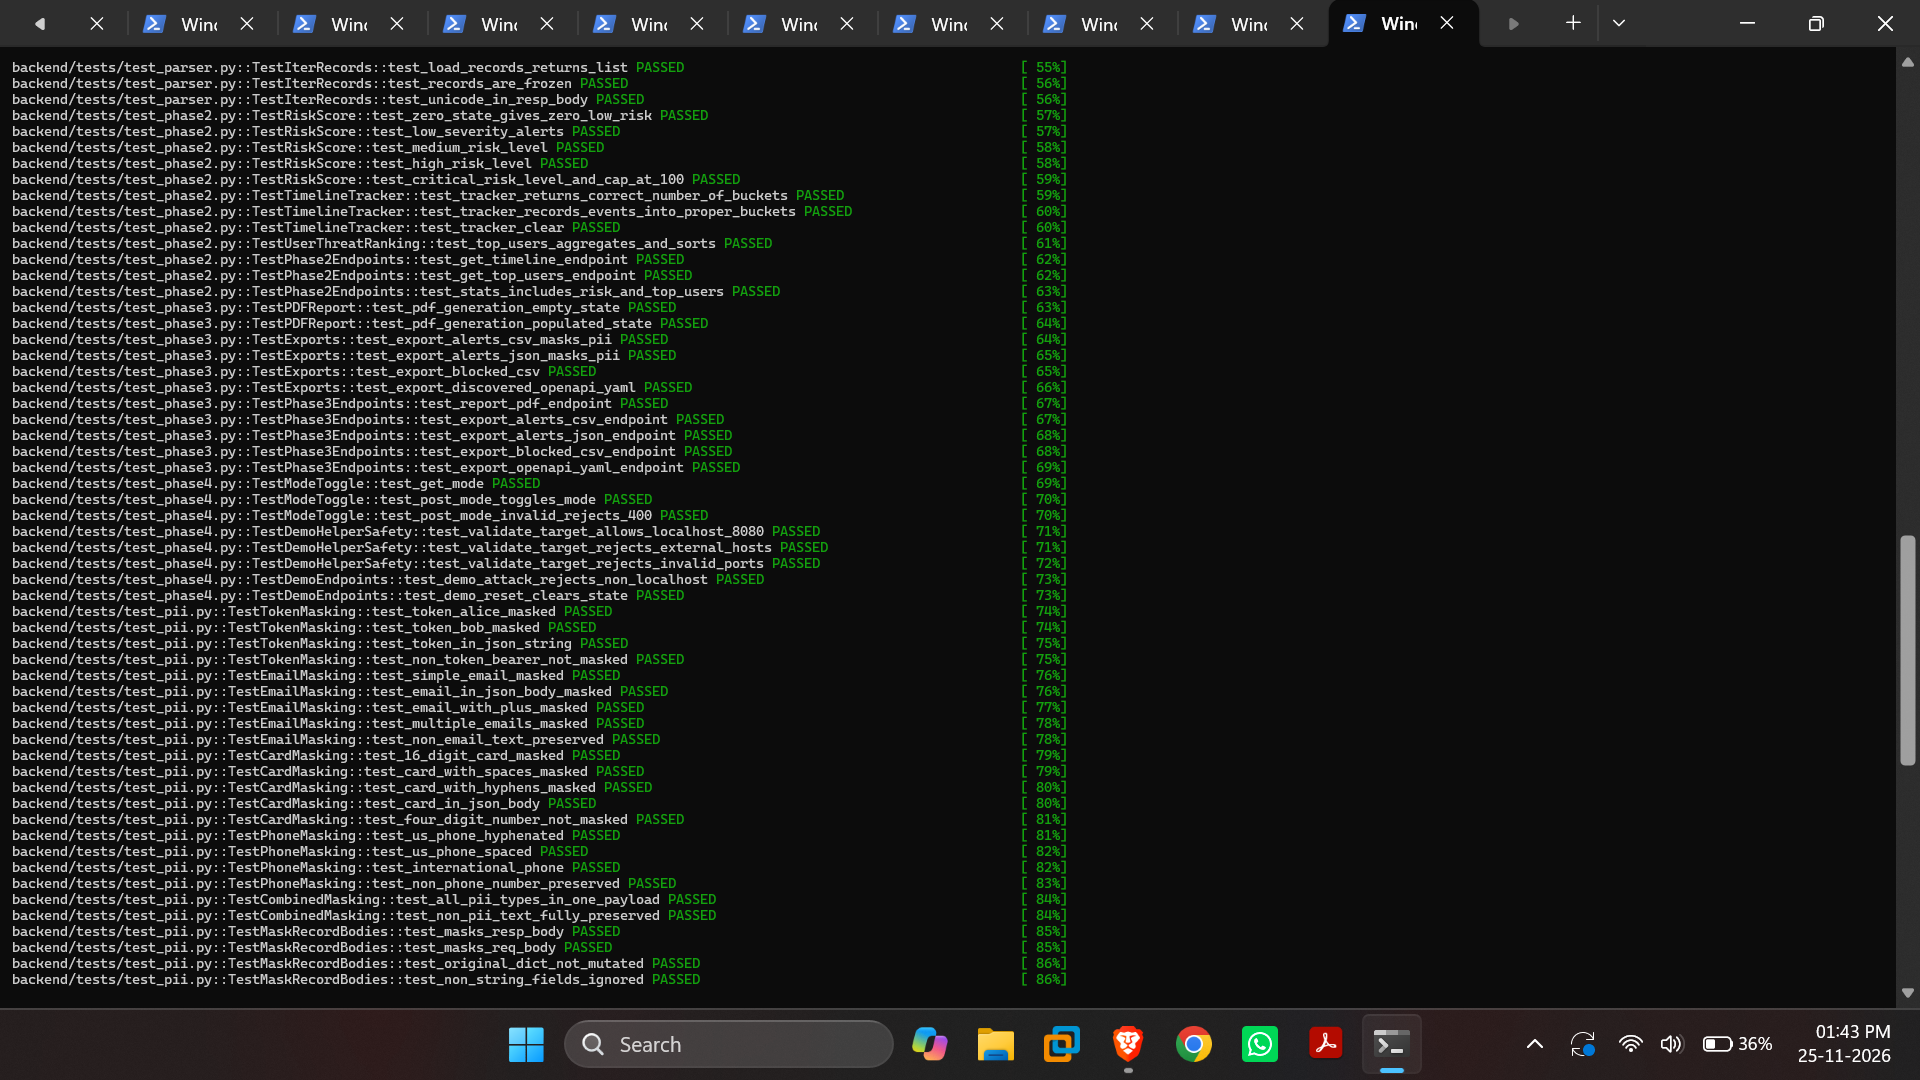 Winc Winc Winc Winc Winc Winc Winc Winc Winc
backend/tests/test_parser.py::TestIterRecords::test_load_records_returns_list PASSED [ 55%]
backend/tests/test_parser.py::TestIterRecords::test_records_are_frozen PASSED [ 56%]
backend/tests/test_parser.py::TestIterRecords::test_unicode_in_resp_body PASSED [ 56%]
backend/tests/test_phase2.py::TestRiskScore::test_zero_state_gives_zero_low_risk PASSED [ 57%]
backend/tests/test_phase2.py::TestRiskScore::test_low_severity_alerts PASSED [ 57%]
backend/tests/test_phase2.py::TestRiskScore::test_medium_risk_level PASSED [ 58%]
backend/tests/test_phase2.py::TestRiskScore::test_high_risk_level PASSED [ 58%]
backend/tests/test_phase2.py::TestRiskScore::test_critical_risk_level_and_cap_at_100 PASSED [ 59%]
backend/tests/test_phase2.py::TestTimelineTracker::test_tracker_returns_correct_number_of_buckets PASSED [ 59%]
backend/tests/test_phase2.py::TestTimelineTracker::test_tracker_records_events_into_proper_buckets PASSED [ 60%]
backend/tests/test_phase2.py::TestTimelineTracker::test_tracker_clear PASSED [ 60%]
backend/tests/test_phase2.py::TestUserThreatRanking::test_top_users_aggregates_and_sorts PASSED [ 61%]
backend/tests/test_phase2.py::TestPhase2Endpoints::test_get_timeline_endpoint PASSED [ 62%]
backend/tests/test_phase2.py::TestPhase2Endpoints::test_get_top_users_endpoint PASSED [ 62%]
backend/tests/test_phase2.py::TestPhase2Endpoints::test_stats_includes_risk_and_top_users PASSED [ 63%]
backend/tests/test_phase3.py::TestPDFReport::test_pdf_generation_empty_state PASSED [ 63%]
backend/tests/test_phase3.py::TestPDFReport::test_pdf_generation_populated_state PASSED [ 64%]
backend/tests/test_phase3.py::TestExports::test_export_alerts_csv_masks_pii PASSED [ 64%]
backend/tests/test_phase3.py::TestExports::test_export_alerts_json_masks_pii PASSED [ 65%]
backend/tests/test_phase3.py::TestExports::test_export_blocked_csv PASSED [ 65%]
backend/tests/test_phase3.py::TestExports::test_export_discovered_openapi_yaml PASSED [ 66%]
backend/tests/test_phase3.py::TestPhase3Endpoints::test_report_pdf_endpoint PASSED [ 67%]
backend/tests/test_phase3.py::TestPhase3Endpoints::test_export_alerts_csv_endpoint PASSED [ 67%]
backend/tests/test_phase3.py::TestPhase3Endpoints::test_export_alerts_json_endpoint PASSED [ 68%]
backend/tests/test_phase3.py::TestPhase3Endpoints::test_export_blocked_csv_endpoint PASSED [ 68%]
backend/tests/test_phase3.py::TestPhase3Endpoints::test_export_openapi_yaml_endpoint PASSED [ 69%]
backend/tests/test_phase4.py::TestModeToggle::test_get_mode PASSED [ 69%]
backend/tests/test_phase4.py::TestModeToggle::test_post_mode_toggles_mode PASSED [ 70%]
backend/tests/test_phase4.py::TestModeToggle::test_post_mode_invalid_rejects_400 PASSED [ 70%]
backend/tests/test_phase4.py::TestDemoHelperSafety::test_validate_target_allows_localhost_8080 PASSED [ 71%]
backend/tests/test_phase4.py::TestDemoHelperSafety::test_validate_target_rejects_external_hosts PASSED [ 71%]
backend/tests/test_phase4.py::TestDemoHelperSafety::test_validate_target_rejects_invalid_ports PASSED [ 72%]
backend/tests/test_phase4.py::TestDemoEndpoints::test_demo_attack_rejects_non_localhost PASSED [ 73%]
backend/tests/test_phase4.py::TestDemoEndpoints::test_demo_reset_clears_state PASSED [ 73%]
backend/tests/test_pii.py::TestTokenMasking::test_token_alice_masked PASSED [ 74%]
backend/tests/test_pii.py::TestTokenMasking::test_token_bob_masked PASSED [ 74%]
backend/tests/test_pii.py::TestTokenMasking::test_token_in_json_string PASSED [ 75%]
backend/tests/test_pii.py::TestTokenMasking::test_non_token_bearer_not_masked PASSED [ 75%]
backend/tests/test_pii.py::TestEmailMasking::test_simple_email_masked PASSED [ 76%]
backend/tests/test_pii.py::TestEmailMasking::test_email_in_json_body_masked PASSED [ 76%]
backend/tests/test_pii.py::TestEmailMasking::test_email_with_plus_masked PASSED [ 77%]
backend/tests/test_pii.py::TestEmailMasking::test_multiple_emails_masked PASSED [ 78%]
backend/tests/test_pii.py::TestEmailMasking::test_non_email_text_preserved PASSED [ 78%]
backend/tests/test_pii.py::TestCardMasking::test_16_digit_card_masked PASSED [ 79%]
backend/tests/test_pii.py::TestCardMasking::test_card_with_spaces_masked PASSED [ 79%]
backend/tests/test_pii.py::TestCardMasking::test_card_with_hyphens_masked PASSED [ 80%]
backend/tests/test_pii.py::TestCardMasking::test_card_in_json_body PASSED [ 80%]
backend/tests/test_pii.py::TestCardMasking::test_four_digit_number_not_masked PASSED [ 81%]
backend/tests/test_pii.py::TestPhoneMasking::test_us_phone_hyphenated PASSED [ 81%]
backend/tests/test_pii.py::TestPhoneMasking::test_us_phone_spaced PASSED [ 82%]
backend/tests/test_pii.py::TestPhoneMasking::test_international_phone PASSED [ 82%]
backend/tests/test_pii.py::TestPhoneMasking::test_non_phone_number_preserved PASSED [ 83%]
backend/tests/test_pii.py::TestCombinedMasking::test_all_pii_types_in_one_payload PASSED [ 84%]
backend/tests/test_pii.py::TestCombinedMasking::test_non_pii_text_fully_preserved PASSED [ 84%]
backend/tests/test_pii.py::TestMaskRecordBodies::test_masks_resp_body PASSED [ 85%]
backend/tests/test_pii.py::TestMaskRecordBodies::test_masks_req_body PASSED [ 85%]
backend/tests/test_pii.py::TestMaskRecordBodies::test_original_dict_not_mutated PASSED [ 86%]
backend/tests/test_pii.py::TestMaskRecordBodies::test_non_string_fields_ignored PASSED [ 86%]
Search
36%
01:43 PM
25-11-2026